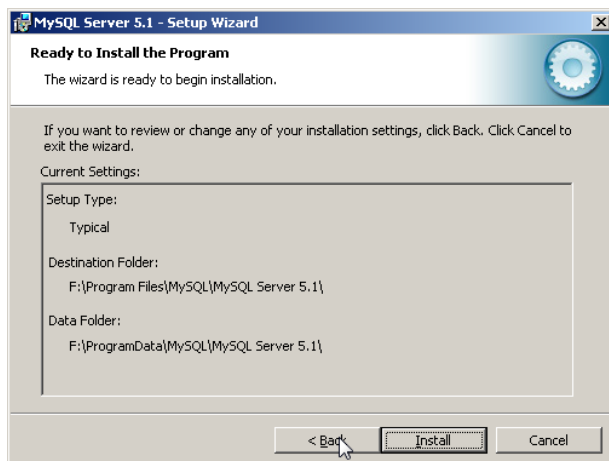 MySQL Server 5.1 - Setup Wizard
Ready to Install the Program
The wizard is ready to begin installation.
If you want to review or change any of your installation settings, click Back. Click Cancel to
exit the wizard.
Current Settings:
Setup Type:
Typical
Destination Folder:
F:\Program Files\MySQL\MySQL Server 5.1\
Data Folder:
F:\ProgramData\MySQL\MySQL Server 5.1\
< Back
Install
Cancel